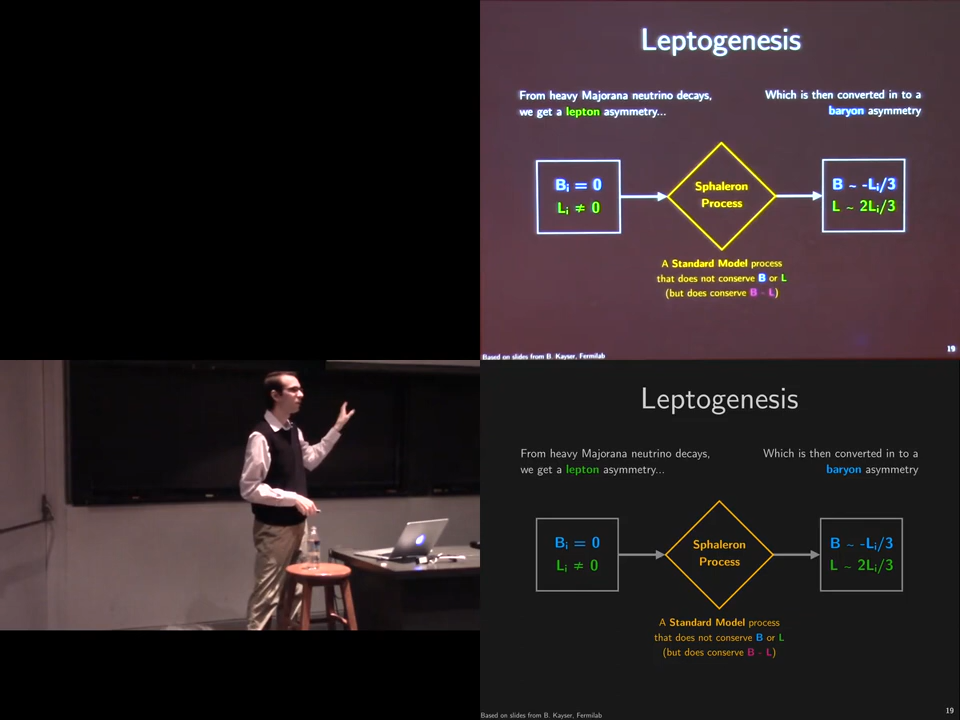 Leptogenesis
From heavy Majorana neutrino decays,
we get a lepton asymmetry...
Which is then converted in to a
baryon asymmetry
Bᵢ = 0
Lᵢ ≠ 0
Sphaleron
Process
B ~ -Lᵢ/3
L ~ 2Lᵢ/3
A Standard Model process
that does not conserve B or L
(but does conserve B - L)
Based on slides from B. Kayser, Fermilab
19
Leptogenesis
From heavy Majorana neutrino decays,
we get a lepton asymmetry...
Which is then converted in to a
baryon asymmetry
Bᵢ = 0
Lᵢ ≠ 0
Sphaleron
Process
B ~ -Lᵢ/3
L ~ 2Lᵢ/3
A Standard Model process
that does not conserve B or L
(but does conserve B - L)
Based on slides from B. Kayser, Fermilab
19